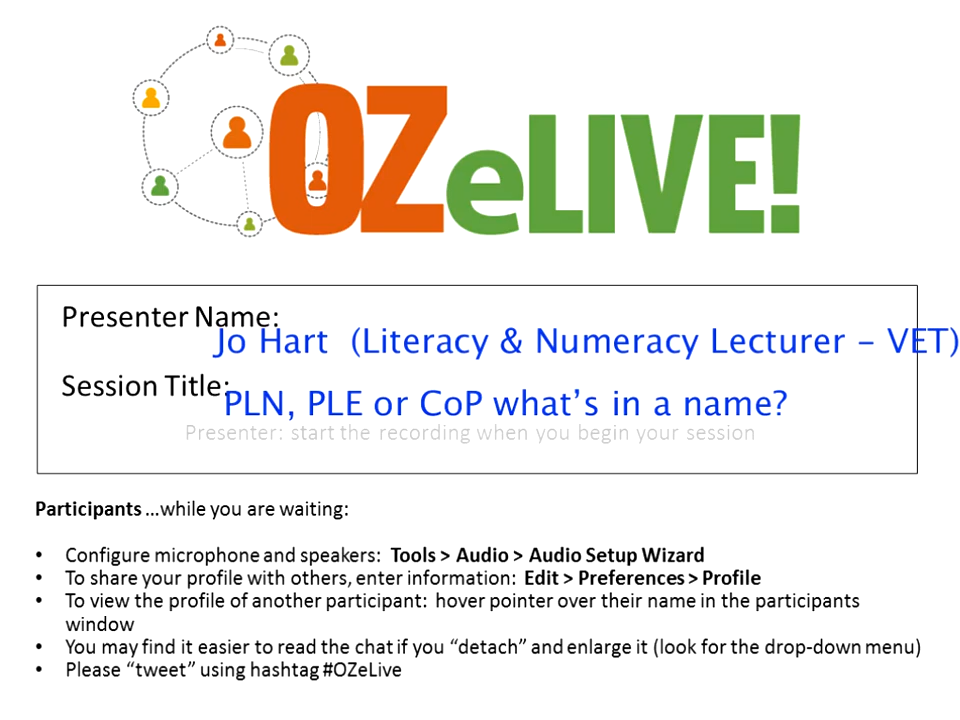 OZeLIVE!
Presenter Name:
Jo Hart (Literacy & Numeracy Lecturer – VET)
Session Title:
PLN, PLE or CoP what's in a name?
Presenter: start the recording when you begin your session
Participants ...while you are waiting:
• Configure microphone and speakers: Tools > Audio > Audio Setup Wizard
• To share your profile with others, enter information: Edit > Preferences > Profile
• To view the profile of another participant: hover pointer over their name in the participants
window
• You may find it easier to read the chat if you “detach” and enlarge it (look for the drop-down menu)
• Please “tweet” using hashtag #OZeLive